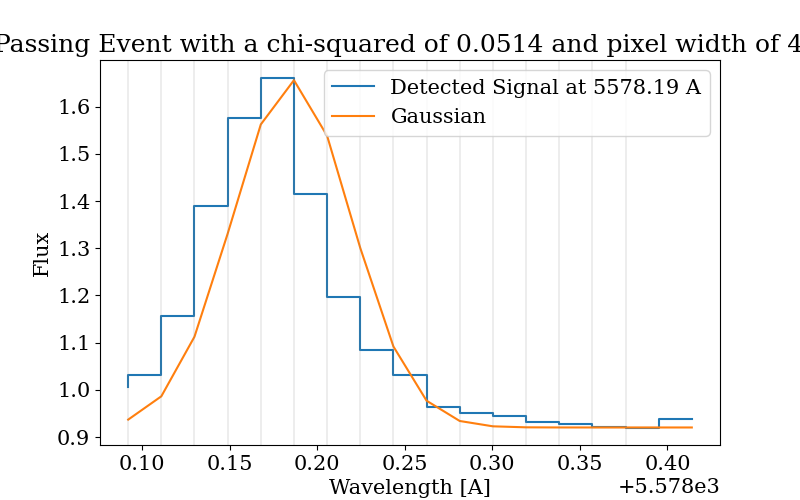 Passing Event with a chi-squared of 0.0514 and pixel width of 4
Detected Signal at 5578.19 A
Gaussian
Flux
1.6
1.5
1.4
1.3
1.2
1.1
1.0
0.9
0.10 0.15 0.20 0.25 0.30 0.35 0.40
Wavelength [A]
+5.578e3